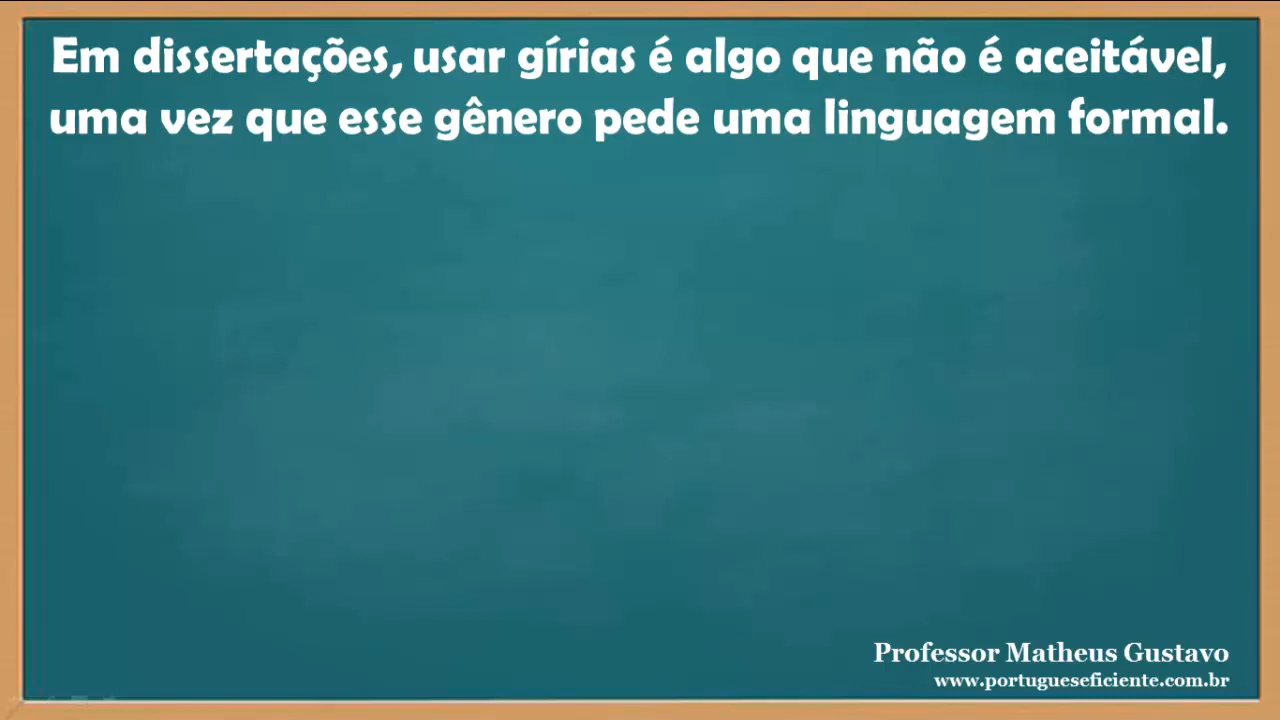 Em dissertações, usar gírias é algo que não é aceitável,
uma vez que esse gênero pede uma linguagem formal.
Professor Matheus Gustavo
www.portugueseficiente.com.br